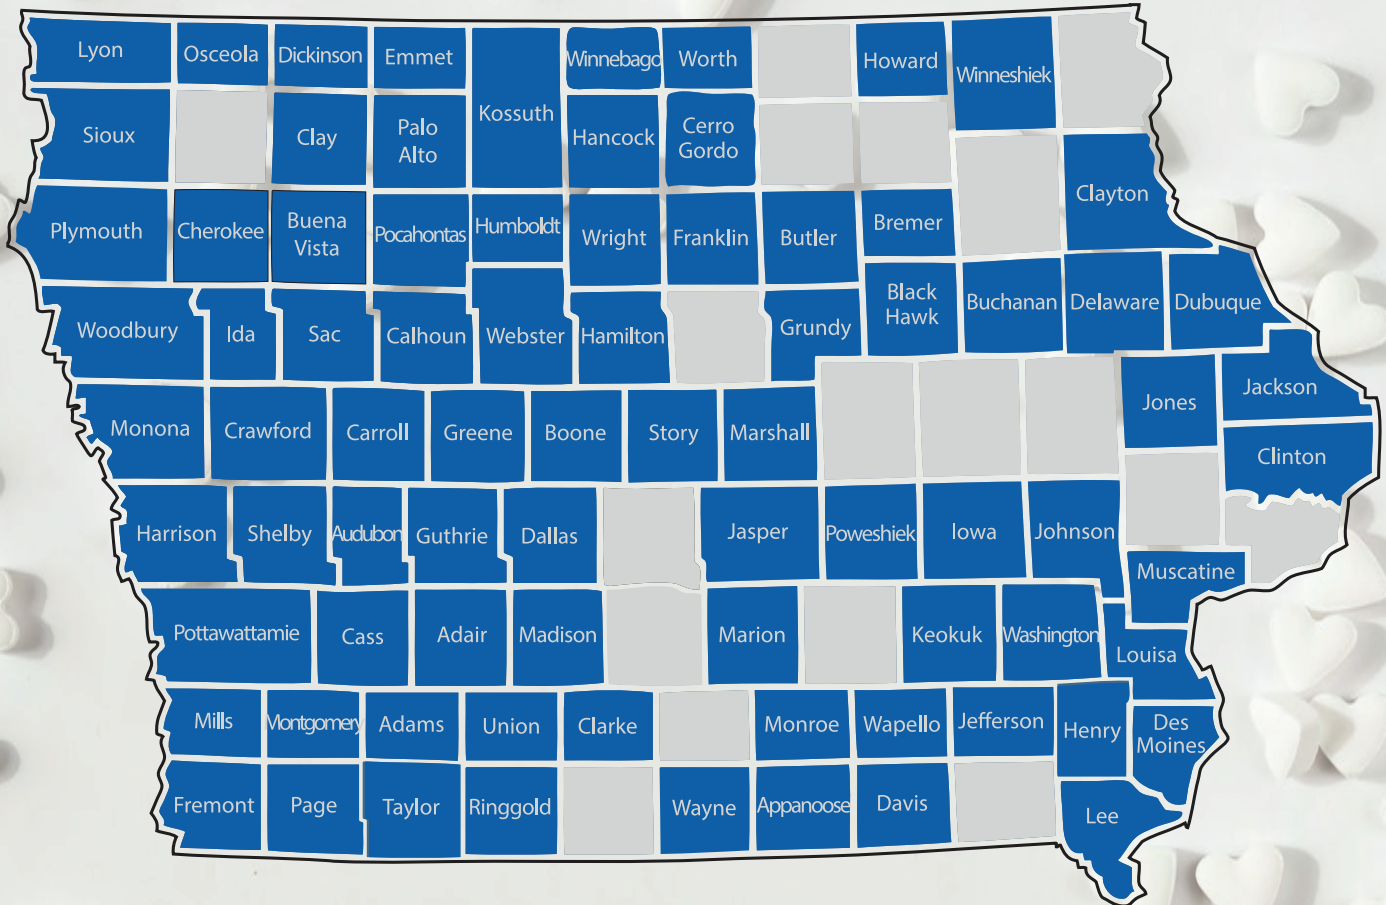 Lyon
Osceola
Dickinson
Emmet
Kossuth
Winnebago
Worth
Howard
Winneshiek
Sioux
Clay
Palo
Alto
Hancock
Cerro
Gordo
Clayton
Plymouth
Cherokee
Buena
Vista
Pocahontas
Humboldt
Wright
Franklin
Butler
Bremer
Woodbury
Ida
Sac
Calhoun
Webster
Hamilton
Grundy
Black
Hawk
Buchanan
Delaware
Dubuque
Monona
Crawford
Carroll
Greene
Boone
Story
Marshall
Jones
Jackson
Clinton
Harrison
Shelby
Audubon
Guthrie
Dallas
Jasper
Poweshiek
Iowa
Johnson
Muscatine
Pottawattamie
Cass
Adair
Madison
Marion
Keokuk
Washington
Louisa
Mills
Montgomery
Adams
Union
Clarke
Monroe
Wapello
Jefferson
Henry
Des
Moines
Fremont
Page
Taylor
Ringgold
Wayne
Appanoose
Davis
Lee